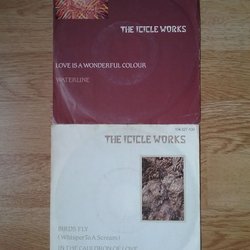 THE ICICLE WORKS
LOVE IS A WONDERFUL COLOUR
WATERLINE
THE ICICLE WORKS
BIRDS FLY
(Whisper To A Scream)
IN THE CAULDRON OF LOVE